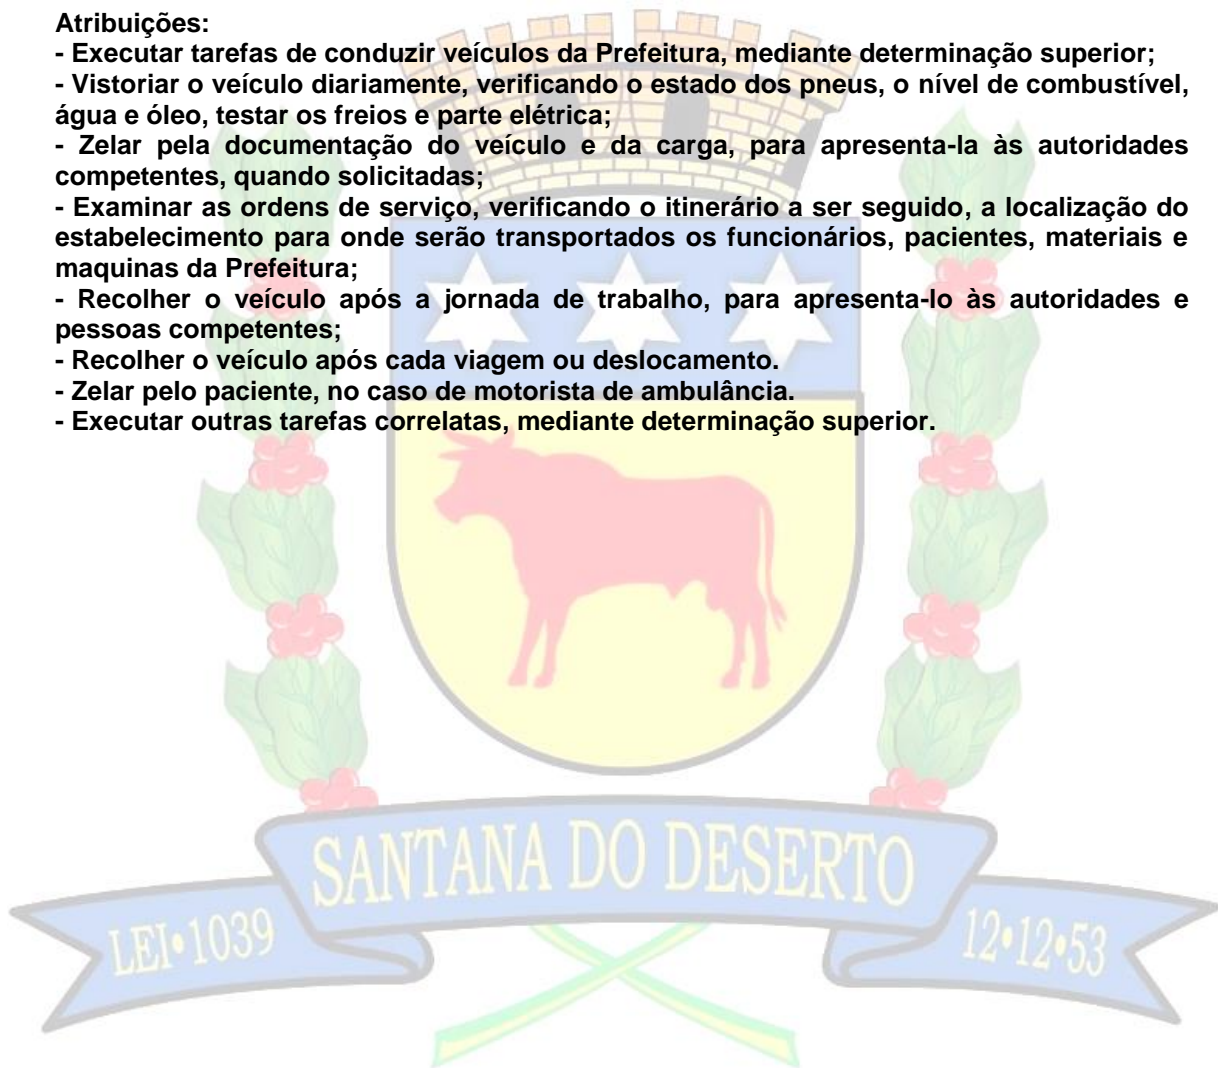 Atribuições:
- Executar tarefas de conduzir veículos da Prefeitura, mediante determinação superior;
- Vistoriar o veículo diariamente, verificando o estado dos pneus, o nível de combustível,
água e óleo, testar os freios e parte elétrica;
- Zelar pela documentação do veículo e da carga, para apresenta-la às autoridades
competentes, quando solicitadas;
- Examinar as ordens de serviço, verificando o itinerário a ser seguido, a localização do
estabelecimento para onde serão transportados os funcionários, pacientes, materiais e
maquinas da Prefeitura;
- Recolher o veículo após a jornada de trabalho, para apresenta-lo às autoridades e
pessoas competentes;
- Recolher o veículo após cada viagem ou deslocamento.
- Zelar pelo paciente, no caso de motorista de ambulância.
- Executar outras tarefas correlatas, mediante determinação superior.
SANTANA DO DESERTO
LEI•1039
12•12•53